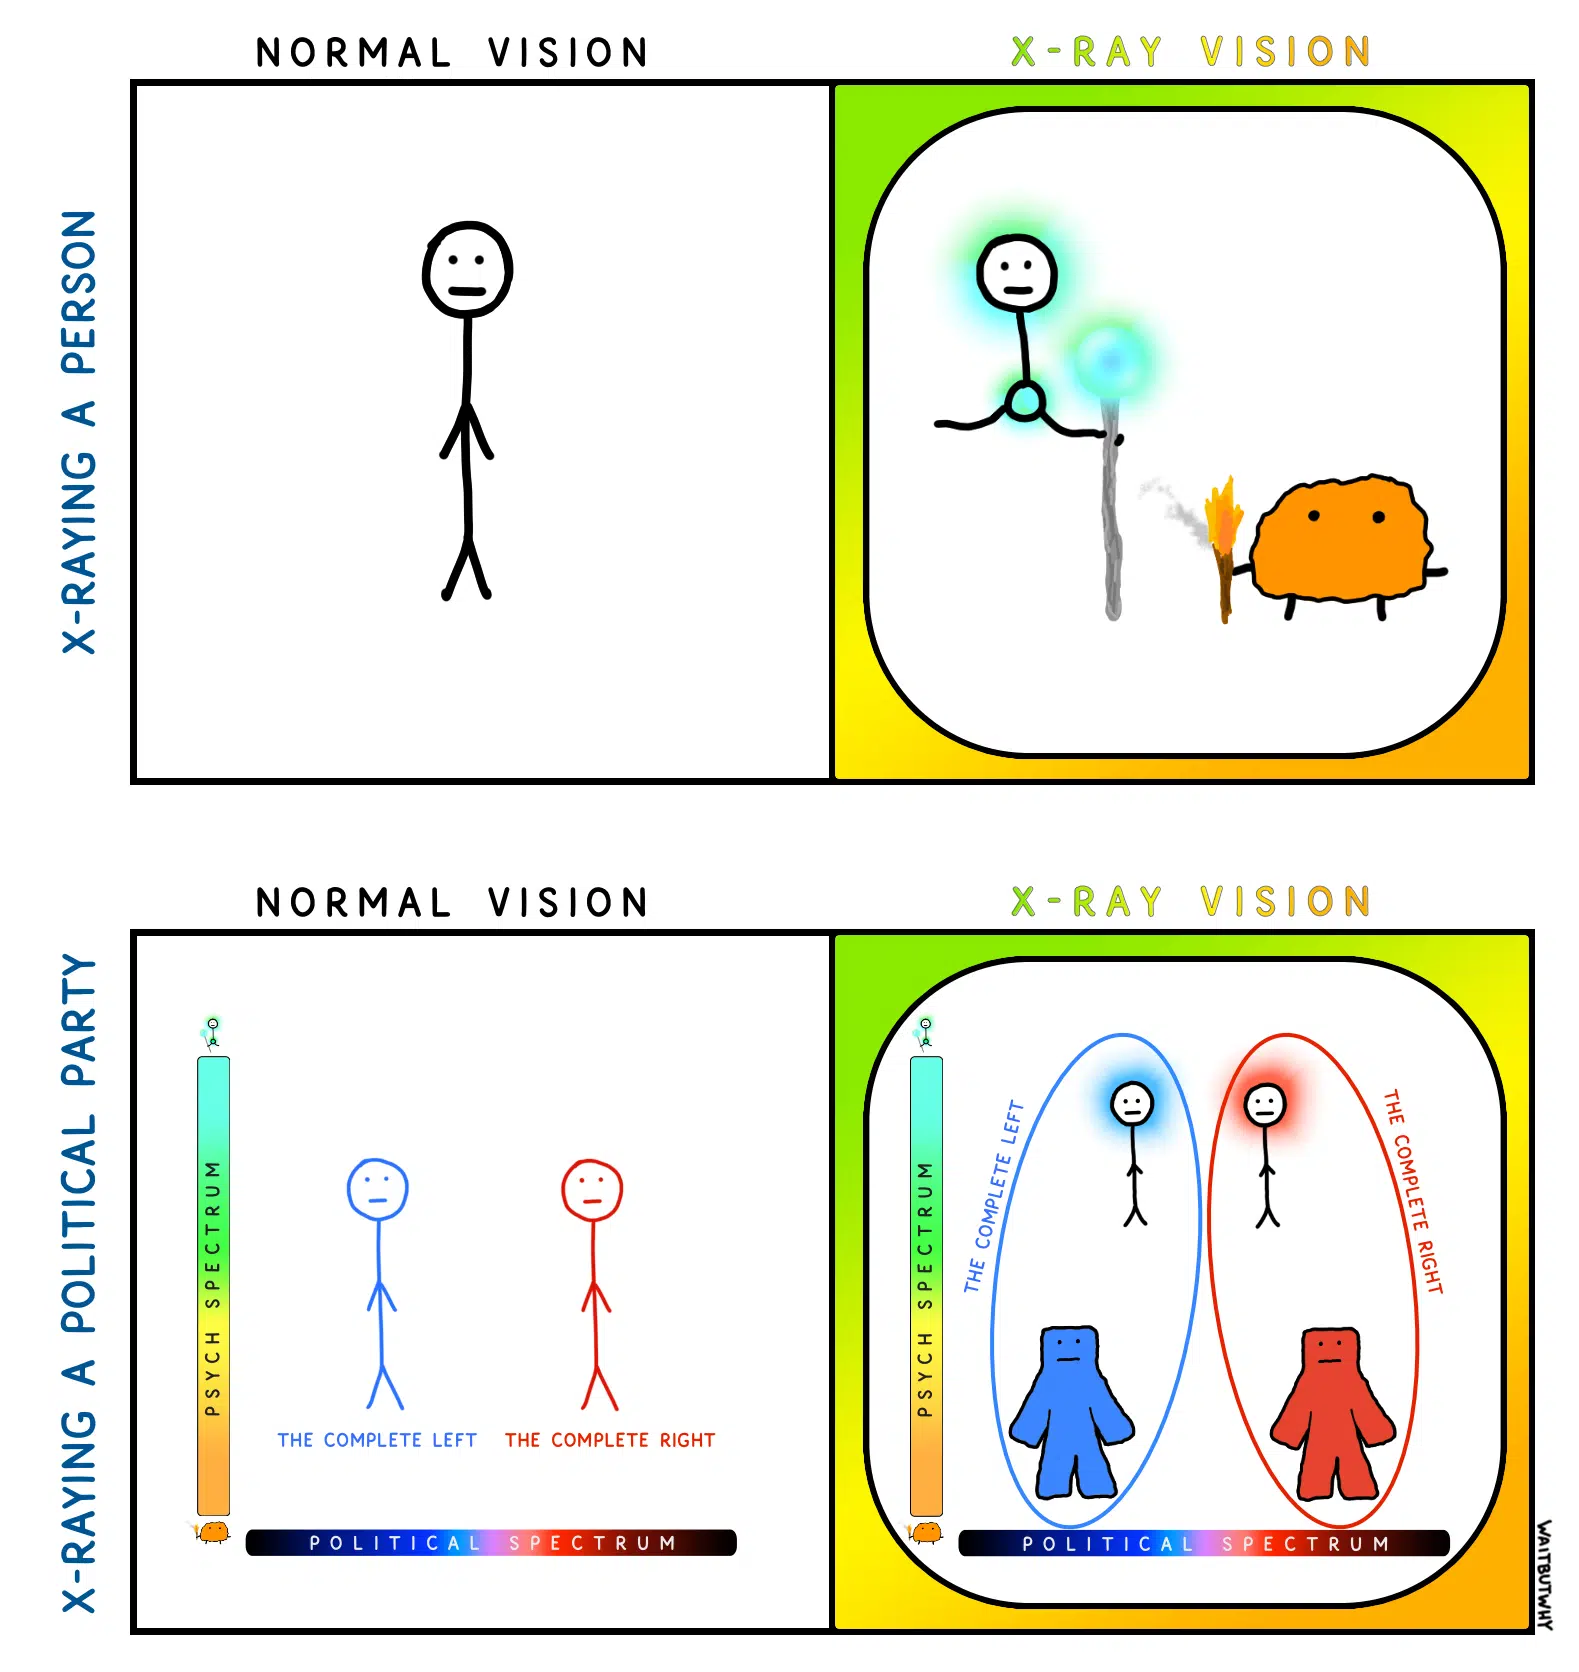 NORMAL VISION
X-RAY VISION
X-RAYING A PERSON
NORMAL VISION
X-RAY VISION
X-RAYING A POLITICAL PARTY
PSYCH SPECTRUM
THE COMPLETE LEFT
THE COMPLETE RIGHT
POLITICAL SPECTRUM
PSYCH SPECTRUM
THE COMPLETE LEFT
THE COMPLETE RIGHT
POLITICAL SPECTRUM
WAITBUTWHY